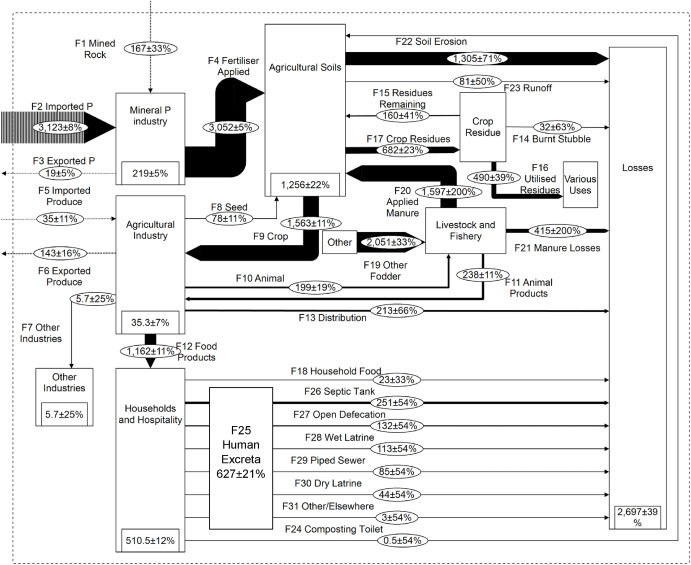 F1 Mined
Rock
167±33%
F2 Imported P
3,123±8%
Mineral P
industry
219±5%
F3 Exported P
19±5%
F4 Fertiliser
Applied
3,052±5%
Agricultural Soils
1,256±22%
F22 Soil Erosion
1,305±71%
81±50%
F23 Runoff
F15 Residues
Remaining
160±41%
Crop
Residue
32±63%
F14 Burnt Stubble
F17 Crop Residues
682±23%
490±39%
F16
Utilised
Residues
Various
Uses
Losses
2,697±39
%
F5 Imported
Produce
35±11%
Agricultural
Industry
35.3±7%
F8 Seed
78±11%
1,563±11%
F9 Crop
143±16%
F6 Exported
Produce
F20
Applied
Manure
1,597±200%
Other
2,051±33%
F19 Other
Fodder
Livestock and
Fishery
415±200%
F21 Manure Losses
F10 Animal
199±19%
238±11%
F11 Animal
Products
213±66%
F13 Distribution
5.7±25%
F7 Other
Industries
Other
Industries
5.7±25%
1,162±11%
F12 Food
Products
Households
and Hospitality
510.5±12%
F25
Human
Excreta
627±21%
F18 Household Food
23±33%
F26 Septic Tank
251±54%
F27 Open Defecation
132±54%
F28 Wet Latrine
113±54%
F29 Piped Sewer
85±54%
F30 Dry Latrine
44±54%
F31 Other/Elsewhere
3±54%
F24 Composting Toilet
0.5±54%